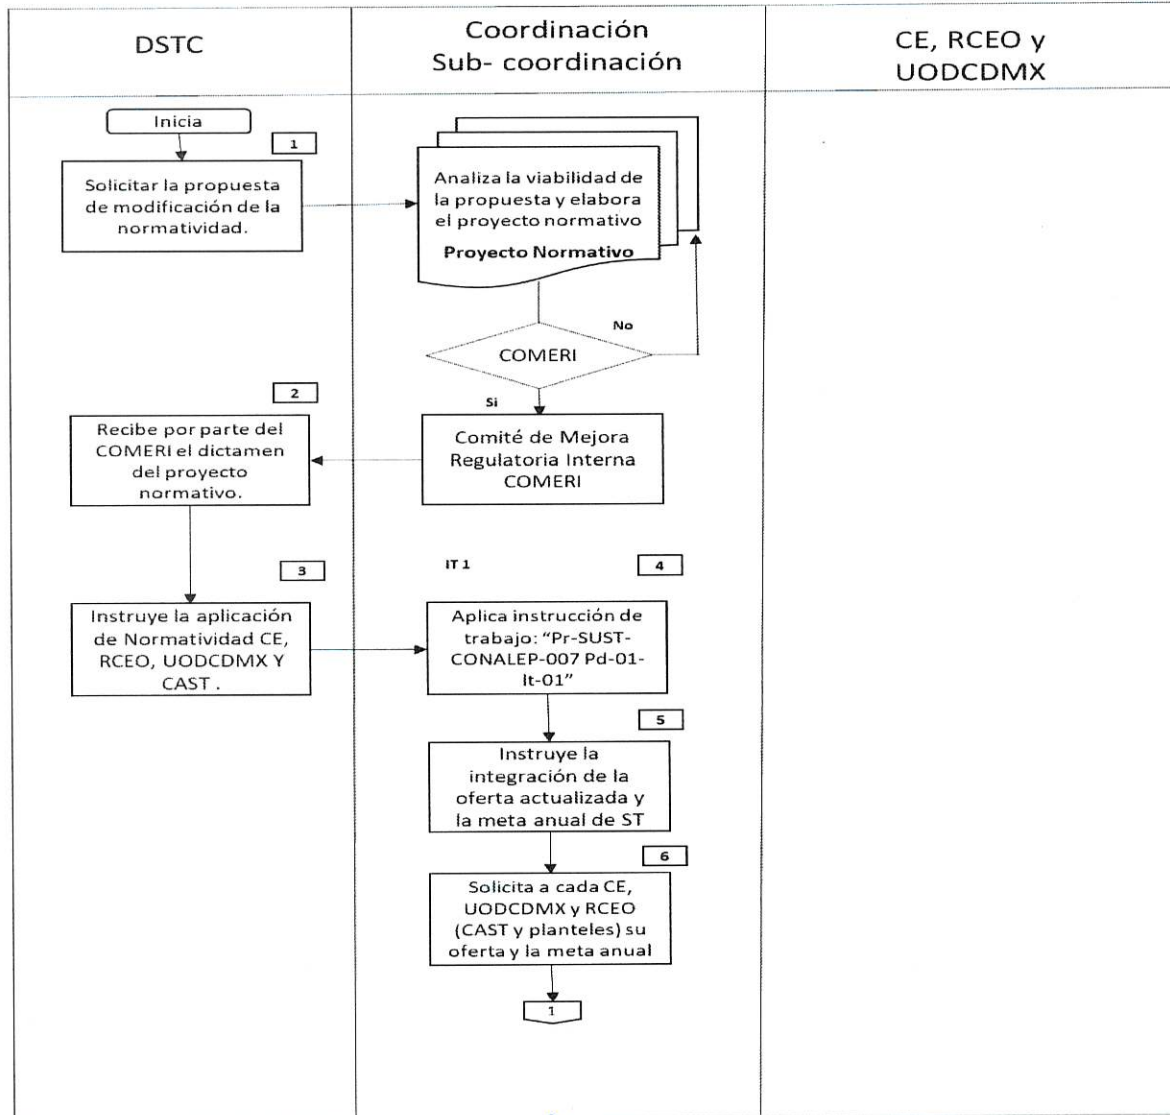 DSTC
Coordinación
Sub- coordinación
CE, RCEO y
UODCDMX
Inicia
1
Solicitar la propuesta
de modificación de la
normatividad.
Analiza la viabilidad de
la propuesta y elabora
el proyecto normativo
Proyecto Normativo
No
COMERI
Si
2
Recibe por parte del
COMERI el dictamen
del proyecto
normativo.
Comité de Mejora
Regulatoria Interna
COMERI
3
Instruye la aplicación
de Normatividad CE,
RCEO, UODCDMX Y
CAST .
IT 1
4
Aplica instrucción de
trabajo: “Pr-SUST-
CONALEP-007 Pd-01-
It-01”
5
Instruye la
integración de la
oferta actualizada y
la meta anual de ST
6
Solicita a cada CE,
UODCDMX y RCEO
(CAST y planteles) su
oferta y la meta anual
1